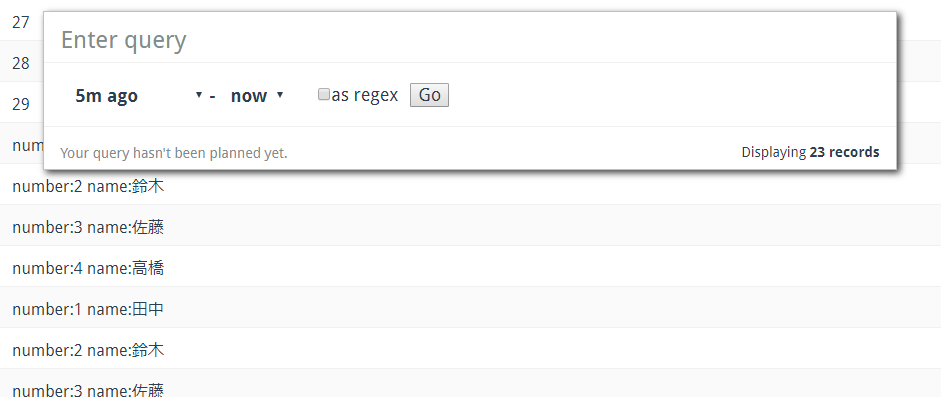 27
Enter query
28
5m ago ▾ - now ▾ as regex Go
29
num
Your query hasn't been planned yet. Displaying 23 records
number:2 name:鈴木
number:3 name:佐藤
number:4 name:高橋
number:1 name:田中
number:2 name:鈴木
number:3 name:佐藤